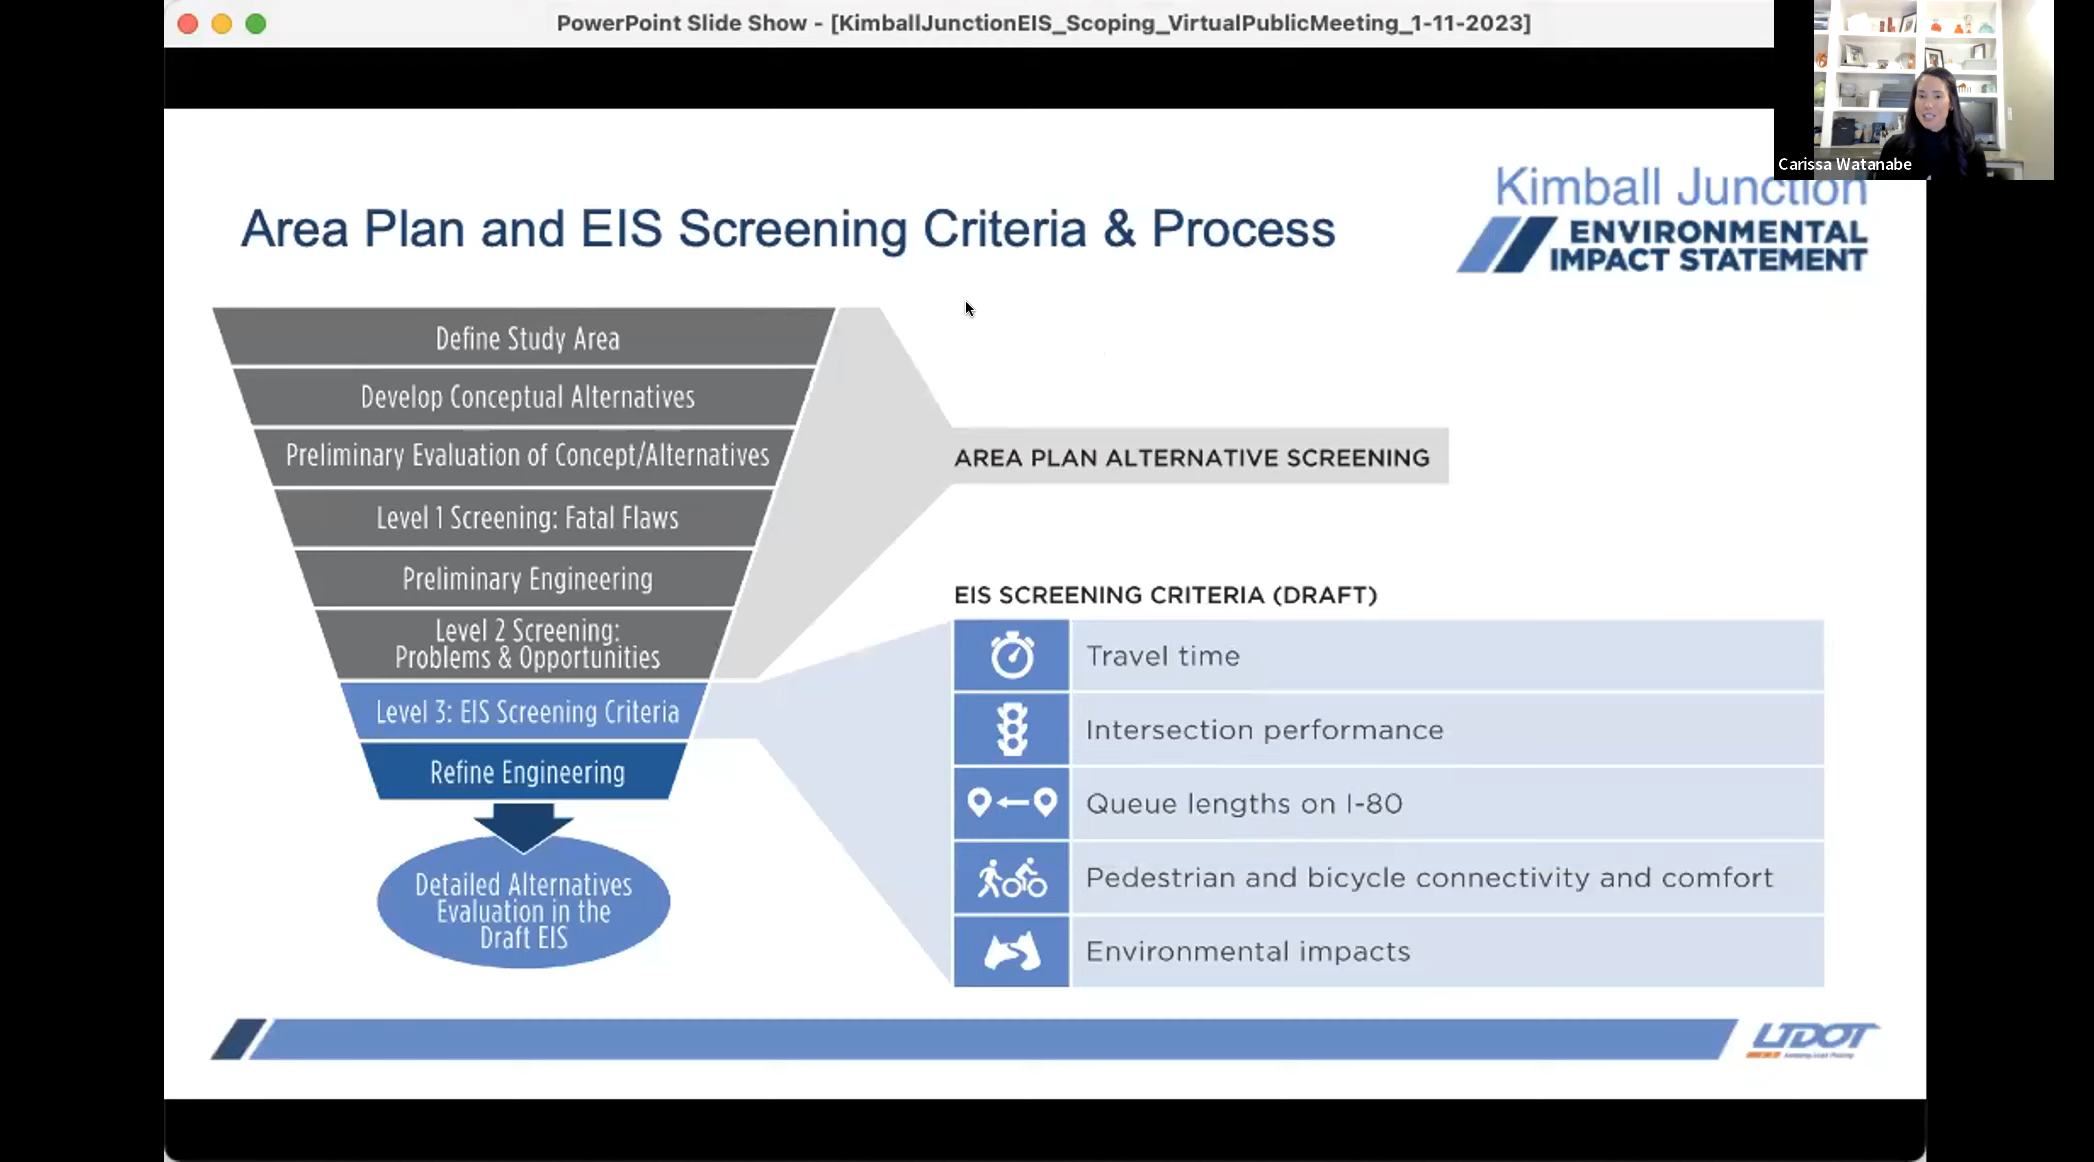 PowerPoint Slide Show - [KimballJunctionEIS_Scoping_VirtualPublicMeeting_1-11-2023]
Carissa Watanabe
Kimball Junction
ENVIRONMENTAL
IMPACT STATEMENT
Area Plan and EIS Screening Criteria & Process
Define Study Area
Develop Conceptual Alternatives
Preliminary Evaluation of Concept/Alternatives
Level 1 Screening: Fatal Flaws
Preliminary Engineering
Level 2 Screening:
Problems & Opportunities
Level 3: EIS Screening Criteria
Refine Engineering
Detailed Alternatives
Evaluation in the
Draft EIS
AREA PLAN ALTERNATIVE SCREENING
EIS SCREENING CRITERIA (DRAFT)
Travel time
Intersection performance
Queue lengths on I-80
Pedestrian and bicycle connectivity and comfort
Environmental impacts
UDOT